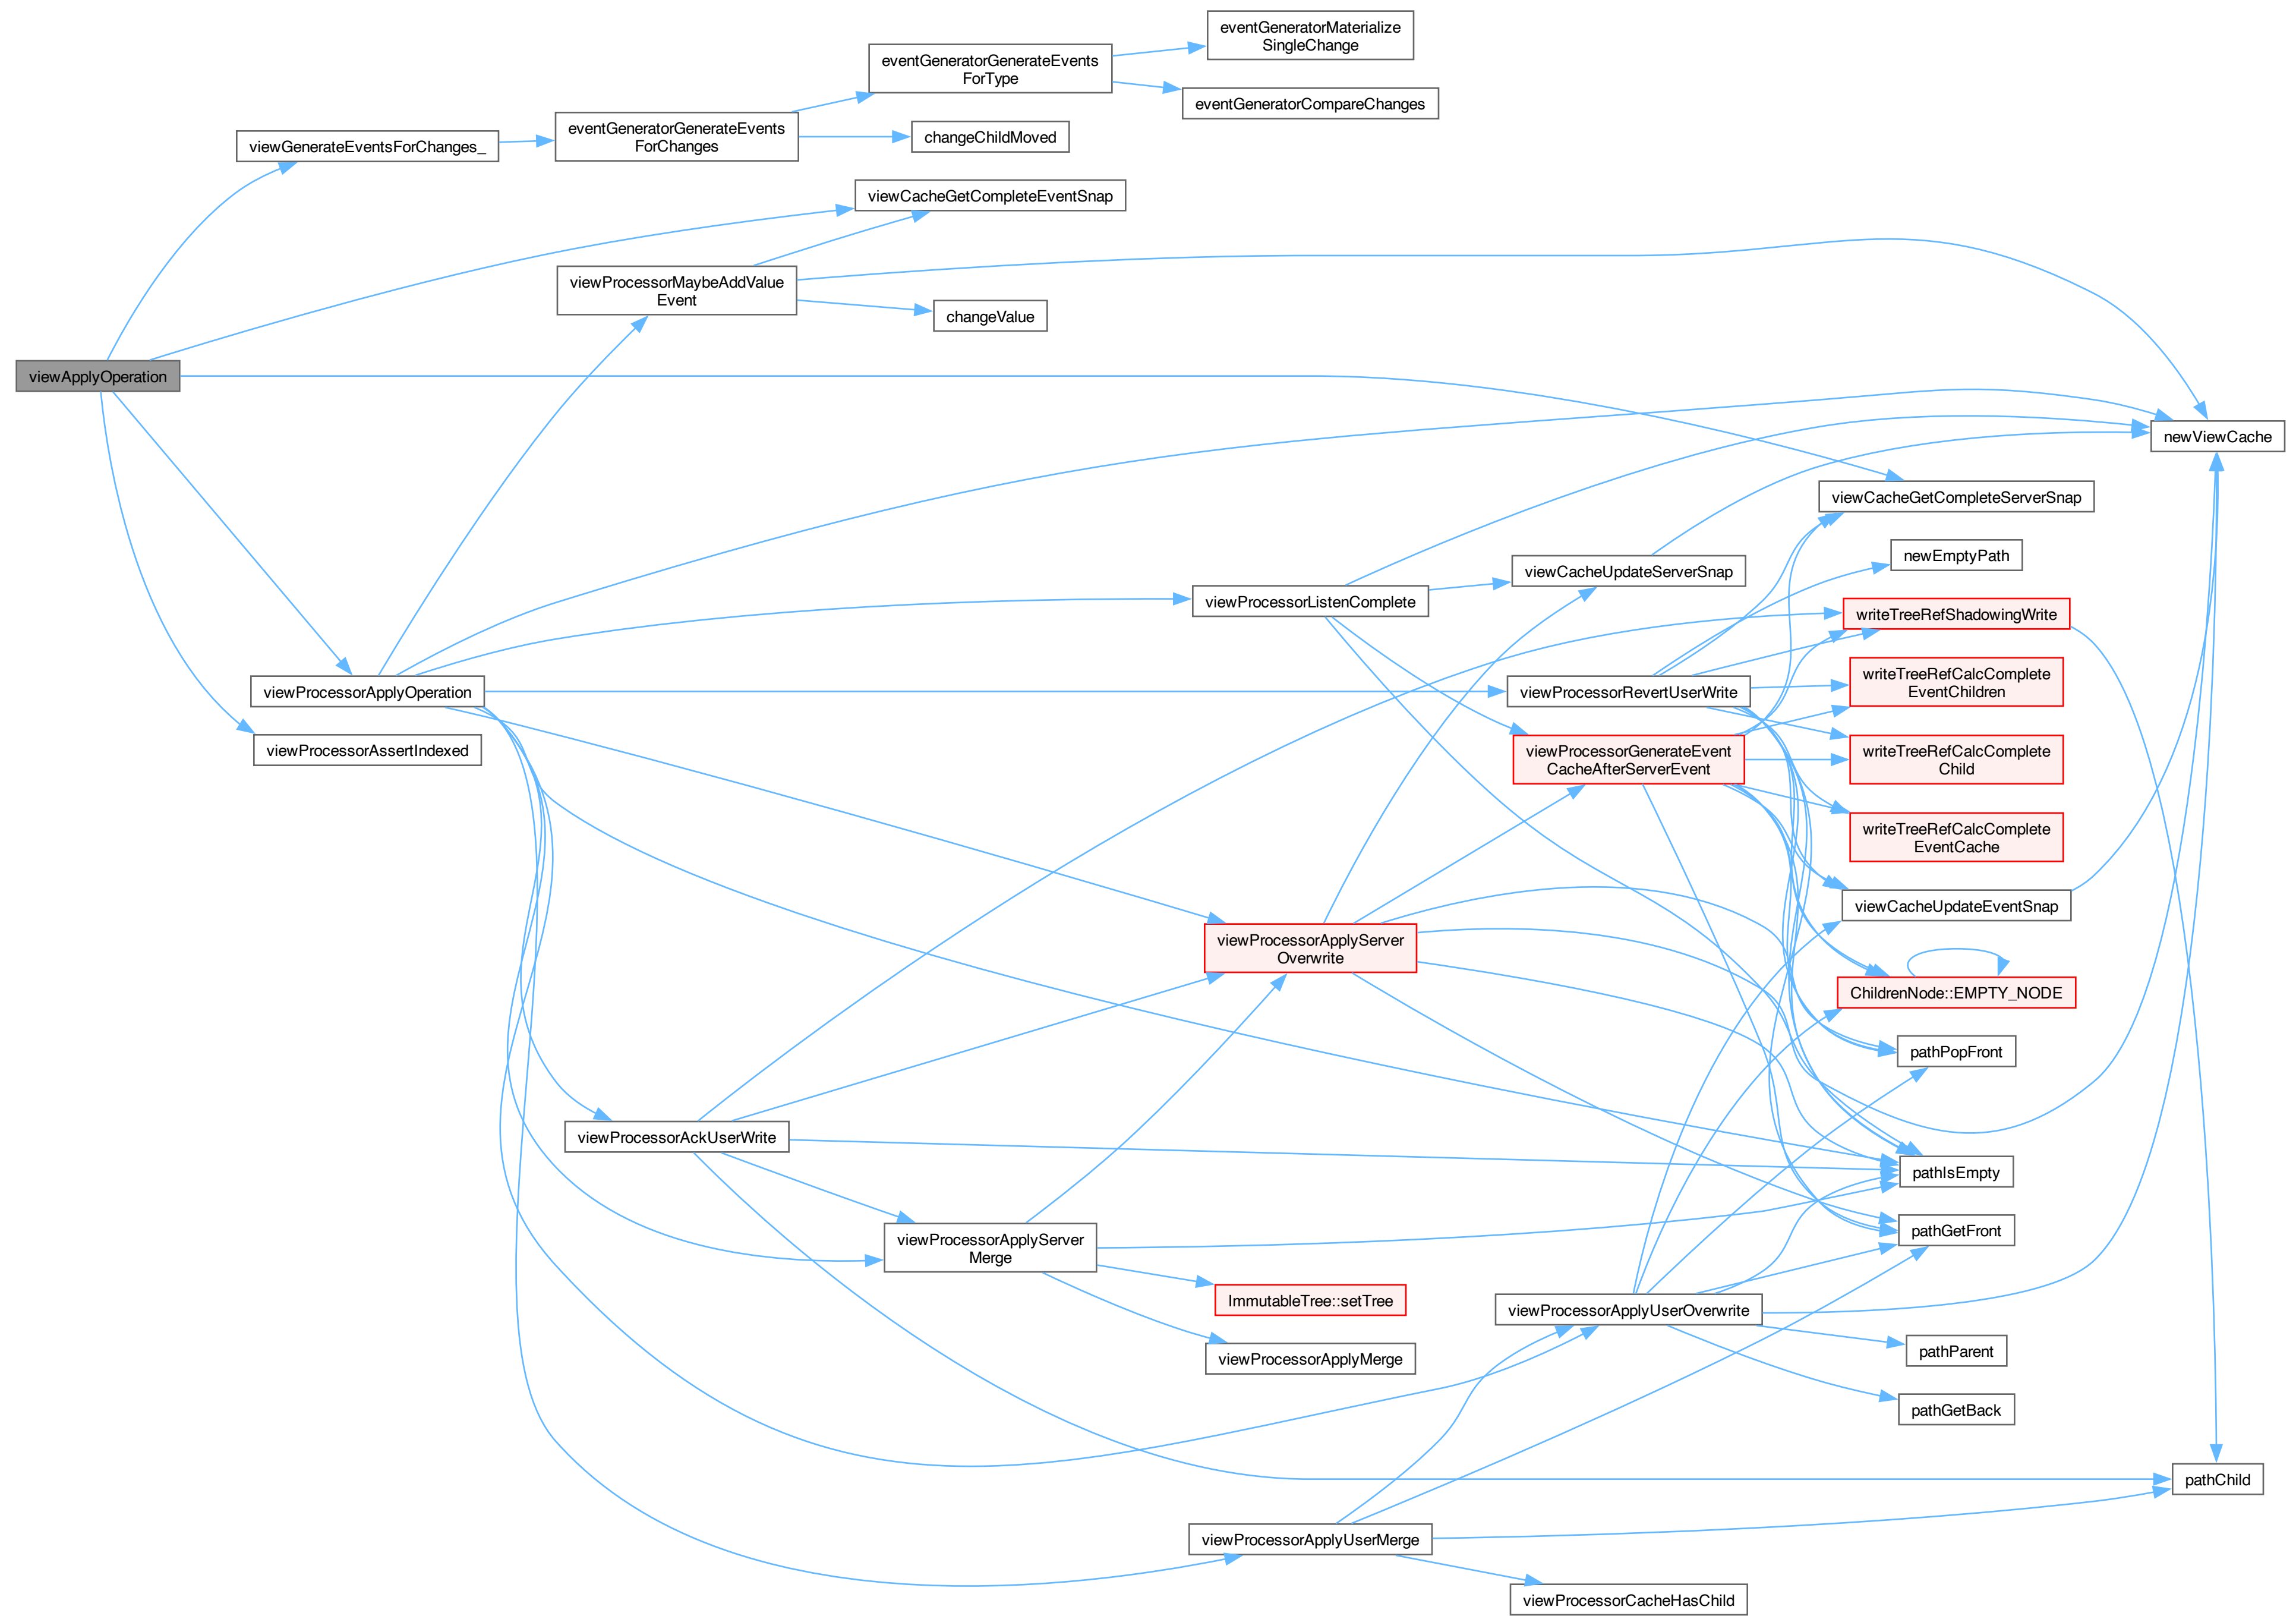 eventGeneratorMaterialize
SingleChange
eventGeneratorGenerateEvents
ForType
eventGeneratorCompareChanges
eventGeneratorGenerateEvents
ForChanges
changeChildMoved
viewGenerateEventsForChanges_
viewCacheGetCompleteEventSnap
viewProcessorMaybeAddValue
Event
changeValue
viewApplyOperation
newViewCache
viewCacheGetCompleteServerSnap
newEmptyPath
viewCacheUpdateServerSnap
viewProcessorListenComplete
writeTreeRefShadowingWrite
viewProcessorApplyOperation
viewProcessorRevertUserWrite
writeTreeRefCalcComplete
EventChildren
viewProcessorAssertIndexed
viewProcessorGenerateEvent
CacheAfterServerEvent
writeTreeRefCalcComplete
Child
writeTreeRefCalcComplete
EventCache
viewCacheUpdateEventSnap
viewProcessorApplyServer
Overwrite
ChildrenNode::EMPTY_NODE
pathPopFront
viewProcessorAckUserWrite
pathIsEmpty
pathGetFront
viewProcessorApplyServer
Merge
ImmutableTree::setTree
viewProcessorApplyUserOverwrite
viewProcessorApplyMerge
pathParent
pathGetBack
pathChild
viewProcessorApplyUserMerge
viewProcessorCacheHasChild